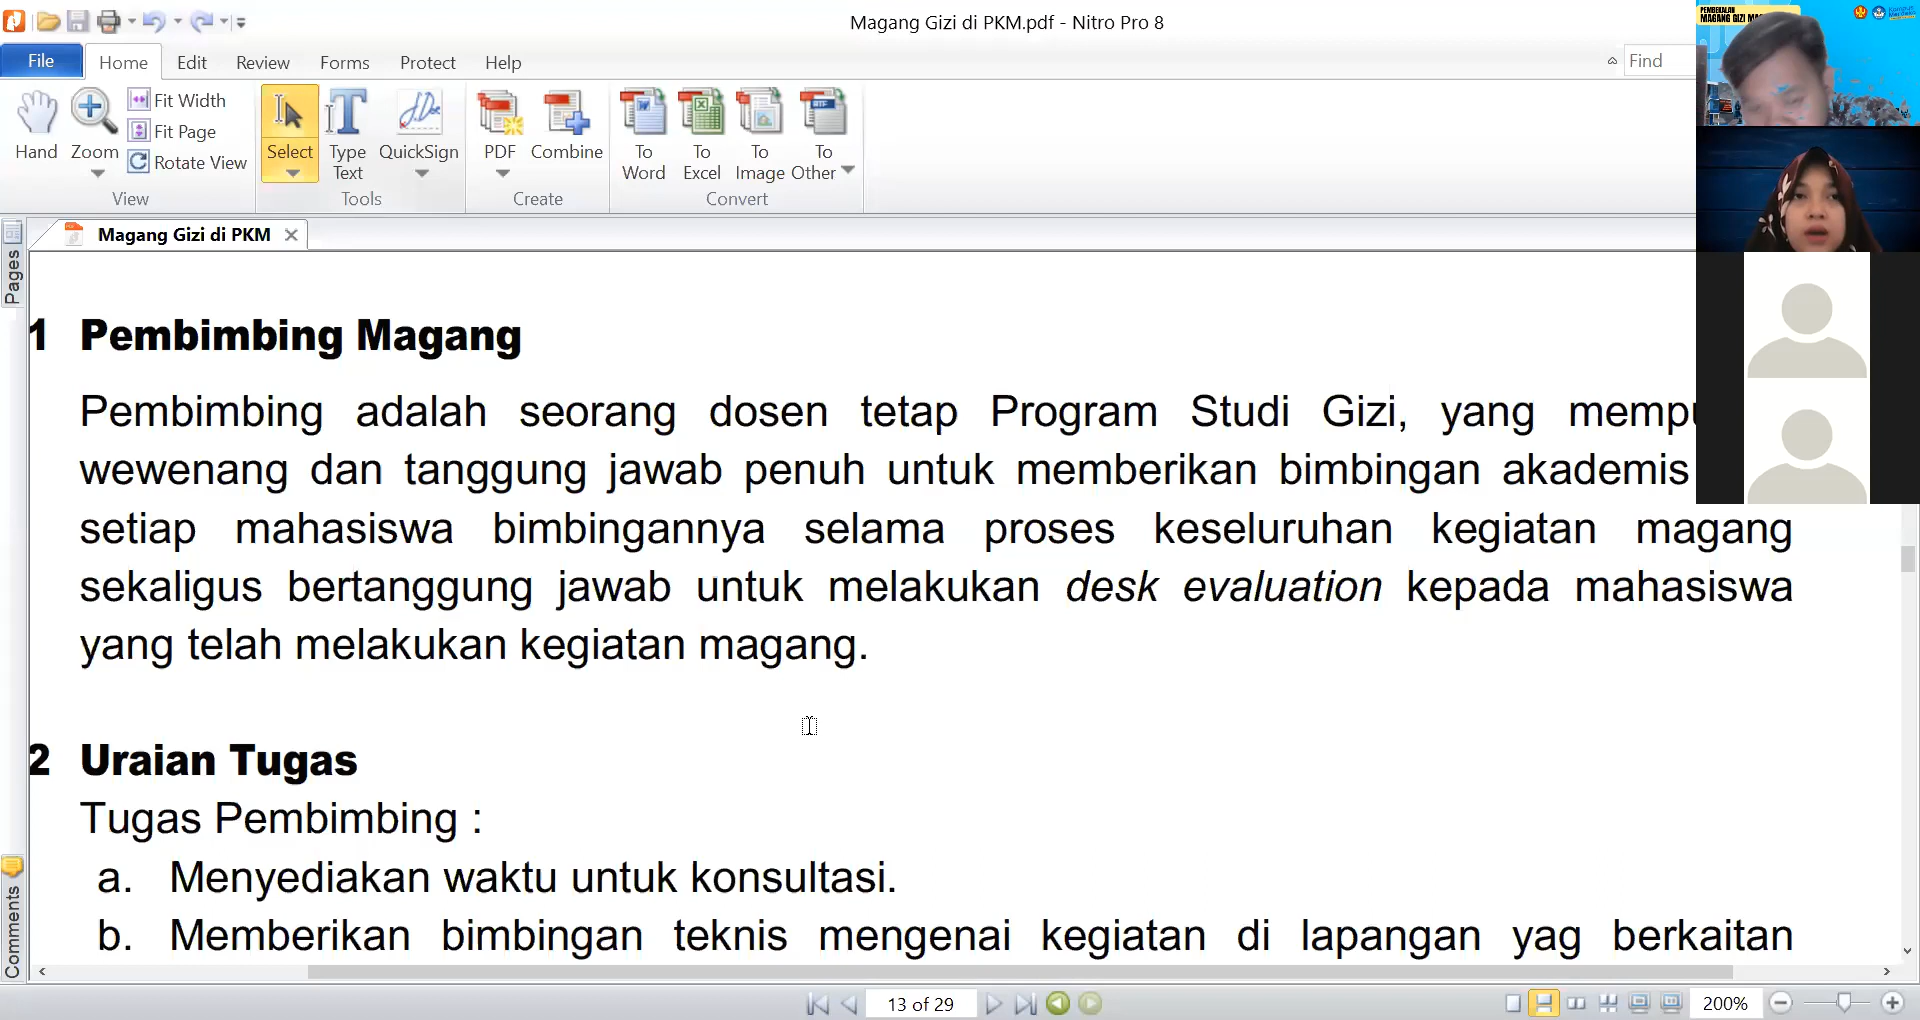 Magang Gizi di PKM.pdf - Nitro Pro 8
File Home Edit Review Forms Protect Help
Find
Hand Zoom Fit Width Fit Page Rotate View
View
Select Type Text QuickSign
Tools
PDF Combine
Create
To Word To Excel To Image To Other
Convert
Magang Gizi di PKM
Pages
1 Pembimbing Magang
Pembimbing adalah seorang dosen tetap Program Studi Gizi, yang
wewenang dan tanggung jawab penuh untuk memberikan bimbingan akademis
setiap mahasiswa bimbingannya selama proses keseluruhan kegiatan magang
sekaligus bertanggung jawab untuk melakukan desk evaluation kepada mahasiswa
yang telah melakukan kegiatan magang.
2 Uraian Tugas
Tugas Pembimbing :
a. Menyediakan waktu untuk konsultasi.
b. Memberikan bimbingan teknis mengenai kegiatan di lapangan yag berkaitan
Comments
13 of 29
200%
PEMBEKALAN
MAGANG GIZI